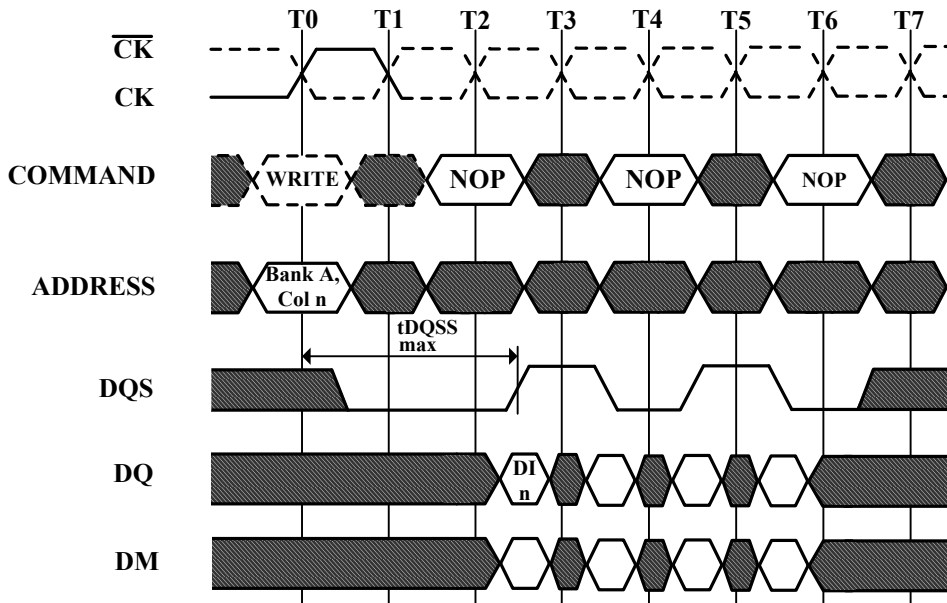 T0 T1 T2 T3 T4 T5 T6 T7
CK
CK
COMMAND
WRITE NOP NOP NOP
ADDRESS
Bank A,
Col n
tDQSS
max
DQS
DQ
DI
n
DM